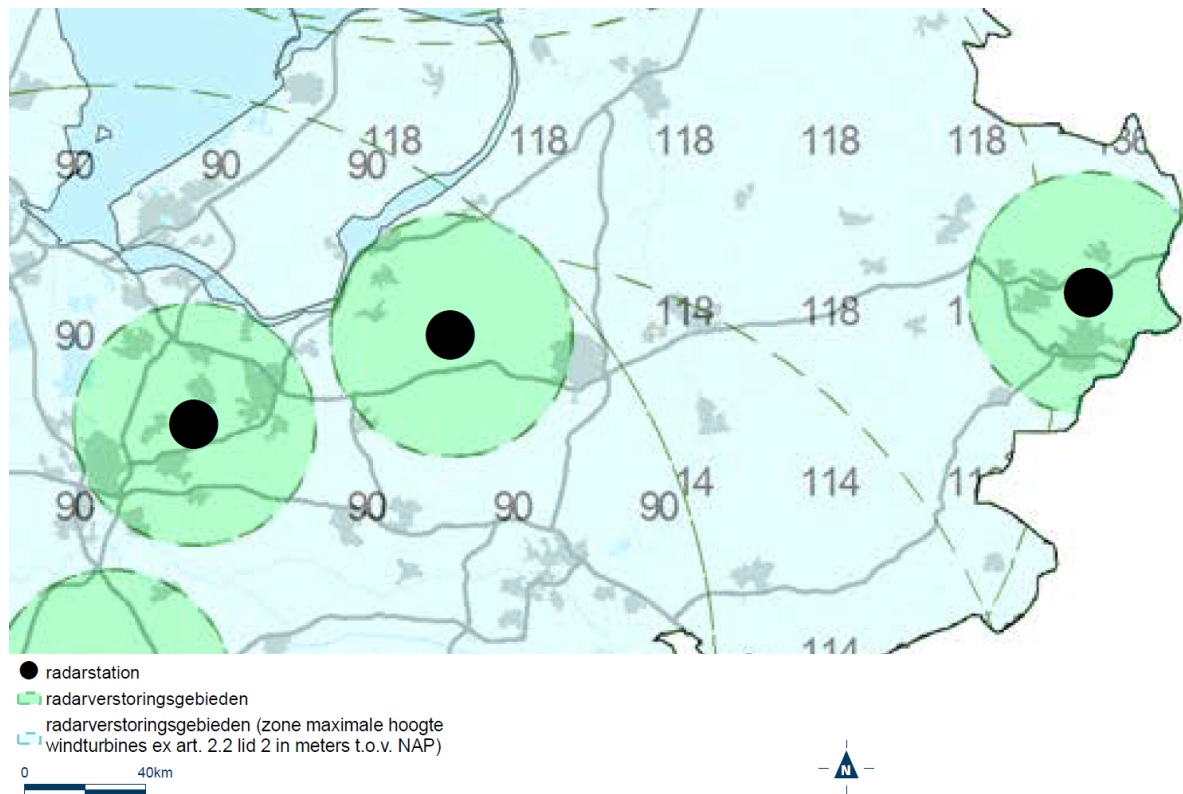 118 118 118 118 118
90 90 90
90 118 118
90 90 90 90 114
114
radarstation
radarverstoringsgebieden
radarverstoringsgebieden (zone maximale hoogte
windturbines ex art. 2.2 lid 2 in meters t.o.v. NAP)
0 40km
N